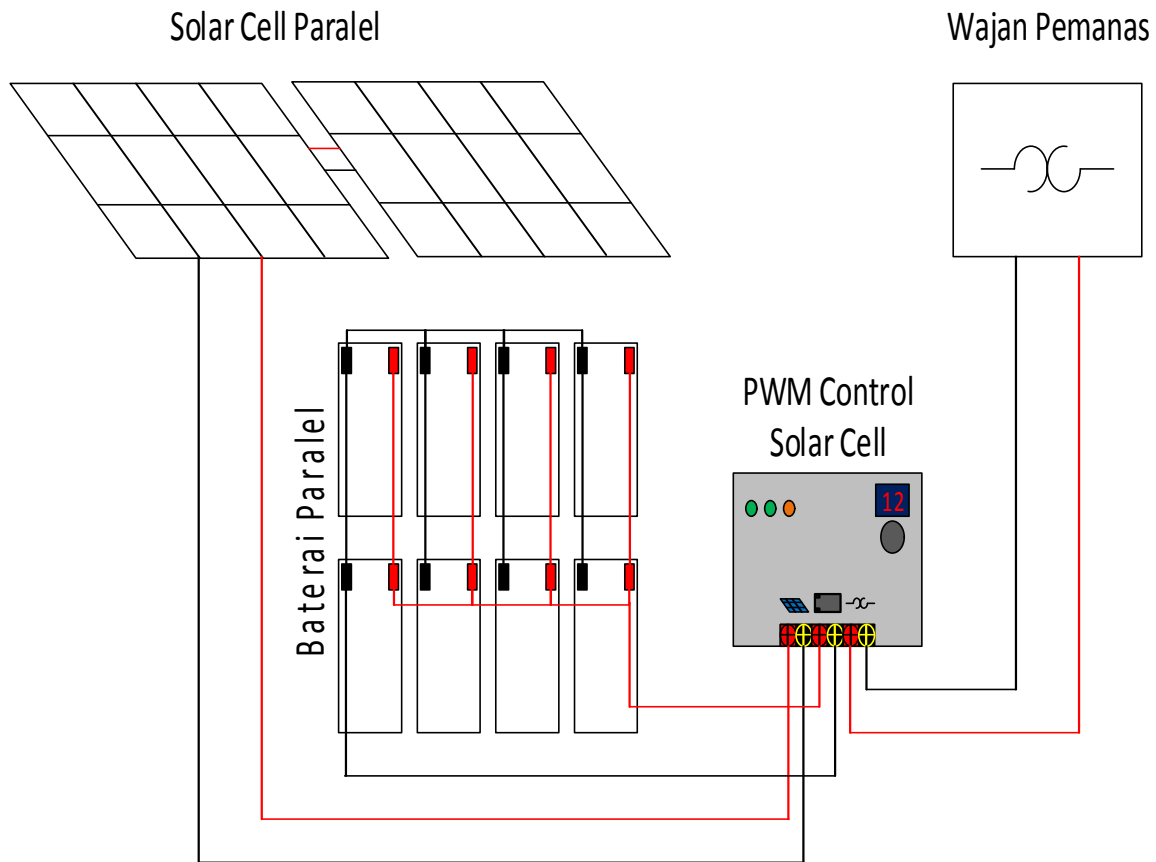 Solar Cell Paralel
Wajan Pemanas
Baterai Paralel
PWM Control
Solar Cell
12